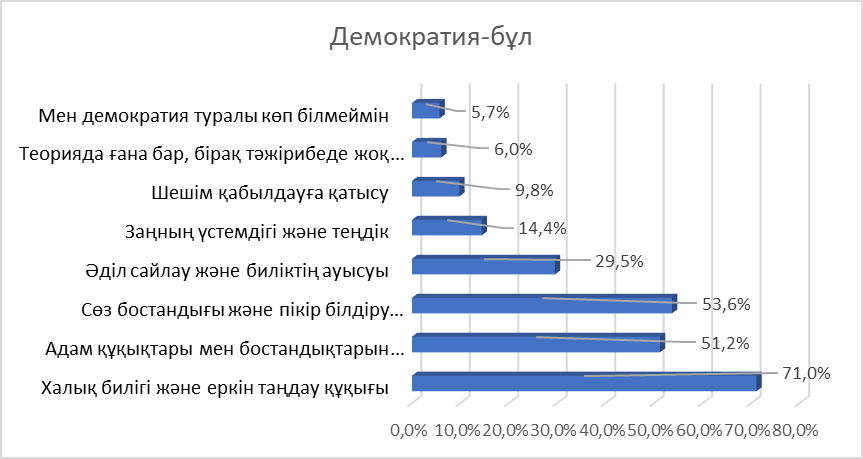 Демократия-бұл
Мен демократия туралы көп білмеймін
5,7%
Теорияда ғана бар, бірақ тәжірибеде жоқ...
6,0%
Шешім қабылдауға қатысу
9,8%
Заңның үстемдігі және теңдік
14,4%
Әділ сайлау және биліктің ауысуы
29,5%
Сөз бостандығы және пікір білдіру...
53,6%
Адам құқықтары мен бостандықтарын...
51,2%
Халық билігі және еркін таңдау құқығы
71,0%
0,0% 10,0% 20,0% 30,0% 40,0% 50,0% 60,0% 70,0% 80,0%